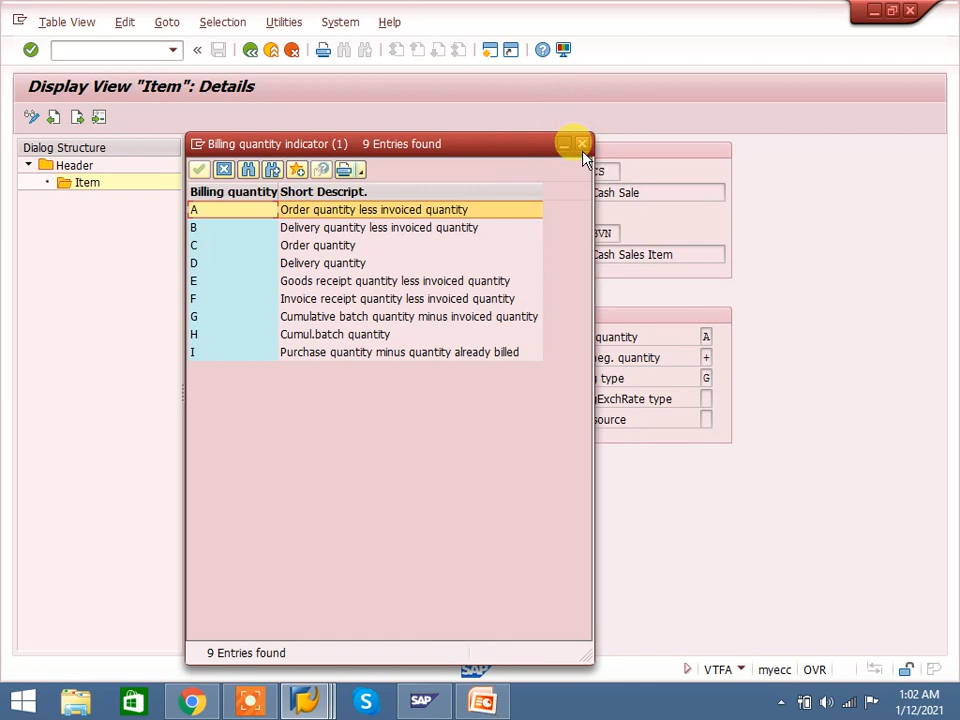 Table View Edit Goto Selection Utilities System Help
Display View "Item": Details
Dialog Structure
Header
Item
Billing quantity indicator (1) 9 Entries found
Billing quantity Short Descript.
A Order quantity less invoiced quantity
B Delivery quantity less invoiced quantity
C Order quantity
D Delivery quantity
E Goods receipt quantity less invoiced quantity
F Invoice receipt quantity less invoiced quantity
G Cumulative batch quantity minus invoiced quantity
H Cumul.batch quantity
I Purchase quantity minus quantity already billed
9 Entries found
CS
Cash Sale
BVN
Cash Sales Item
quantity A
neg. quantity +
g type G
gExchRate type
source
SAP
VTFA myecc OVR
SAP
1:02 AM
1/12/2021